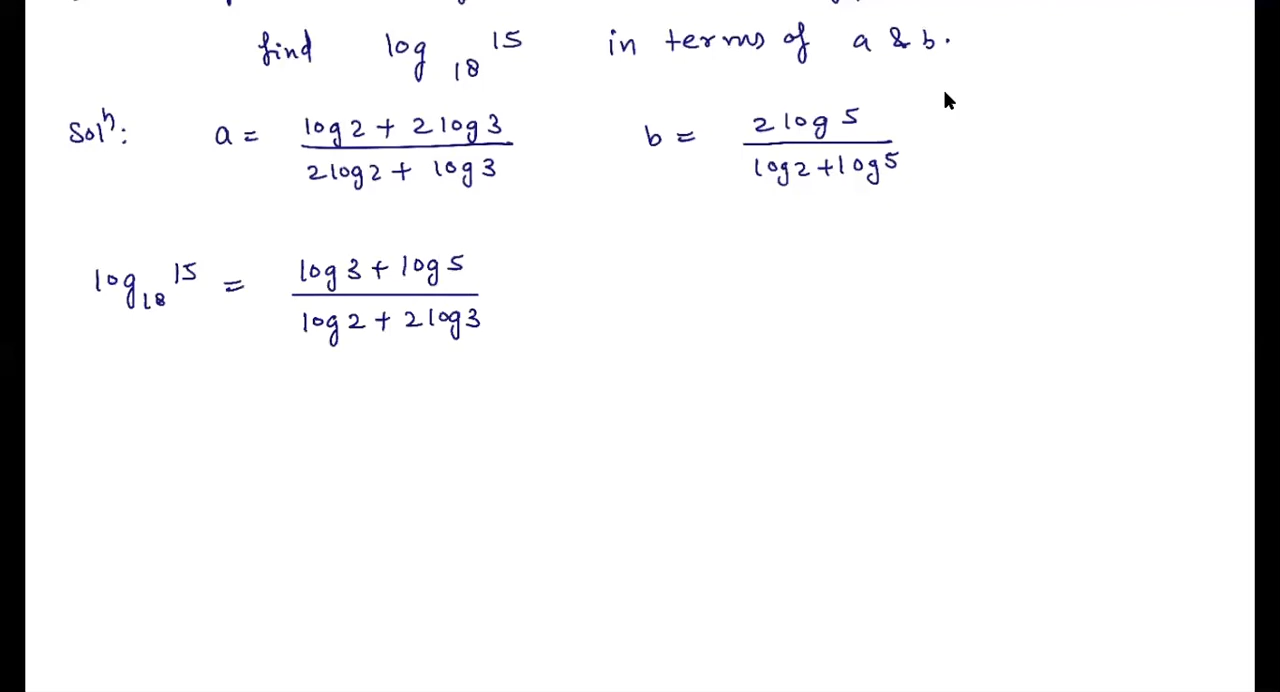 find log 18 15 in terms of a & b.
Solⁿ: a = log 2 + 2 log 3 / 2 log 2 + log 3 b = 2 log 5 / log 2 + log 5
log 18 15 = log 3 + log 5 / log 2 + 2 log 3